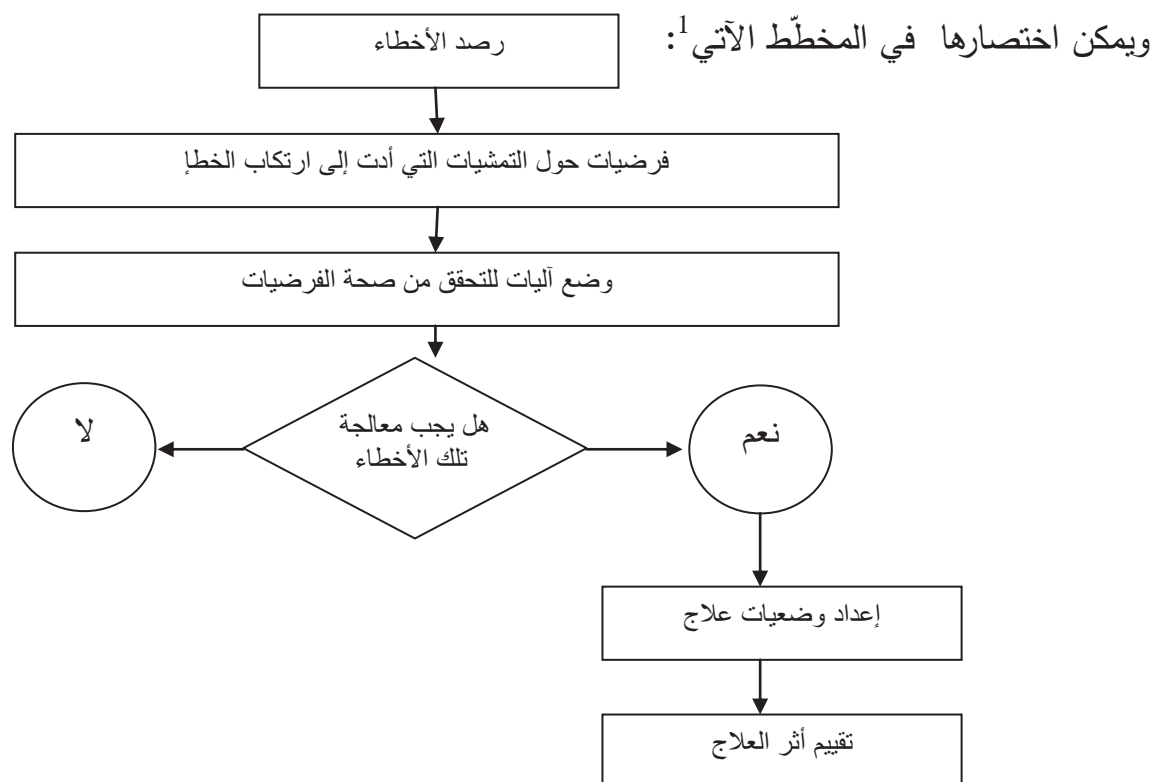 ويمكن اختصارها في المخطّط الآتي1:
رصد الأخطاء
فرضيات حول التمشيات التي أدت إلى ارتكاب الخطإ
وضع آليات للتحقق من صحة الفرضيات
هل يجب معالجة
تلك الأخطاء
نعم
لا
إعداد وضعيات علاج
تقييم أثر العلاج